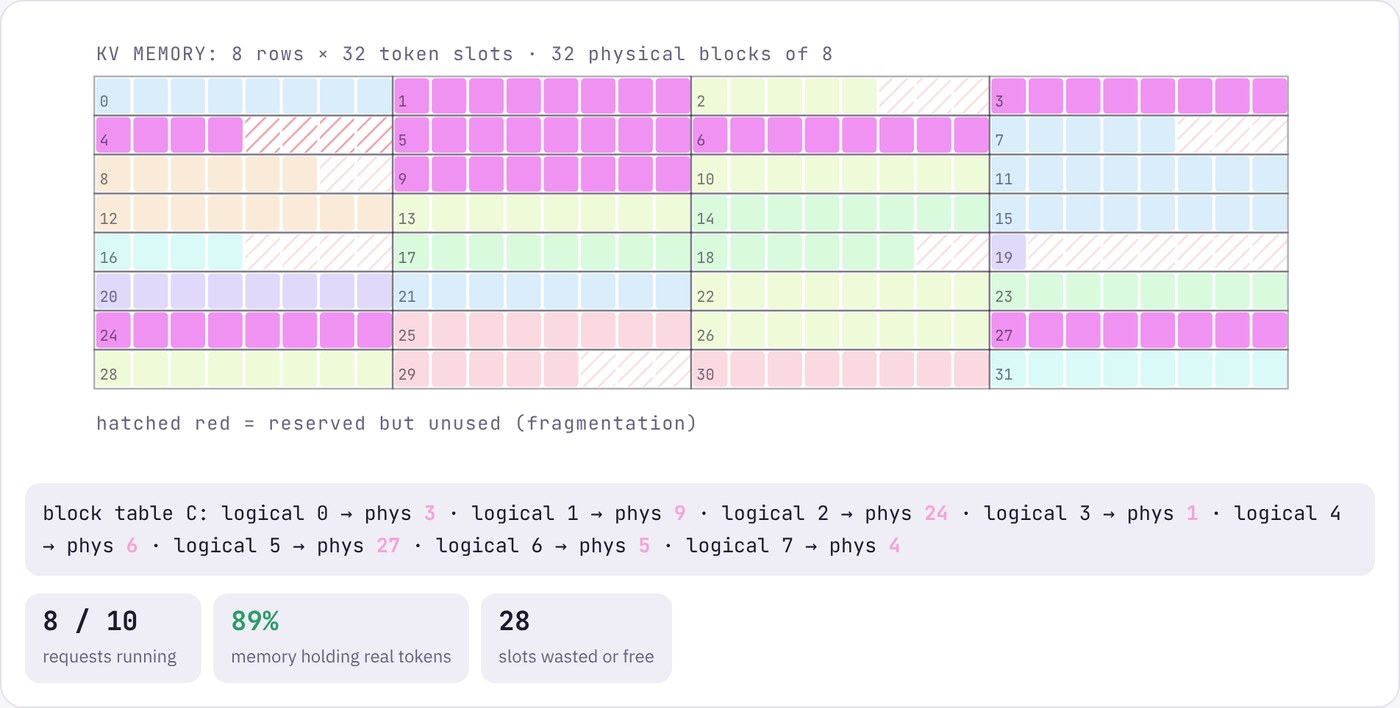 KV MEMORY: 8 rows × 32 token slots · 32 physical blocks of 8
0 1 2 3
4 5 6 7
8 9 10 11
12 13 14 15
16 17 18 19
20 21 22 23
24 25 26 27
28 29 30 31
hatched red = reserved but unused (fragmentation)
block table C: logical 0 → phys 3 · logical 1 → phys 9 · logical 2 → phys 24 · logical 3 → phys 1 · logical 4
→ phys 6 · logical 5 → phys 27 · logical 6 → phys 5 · logical 7 → phys 4
8 / 10
requests running
89%
memory holding real tokens
28
slots wasted or free